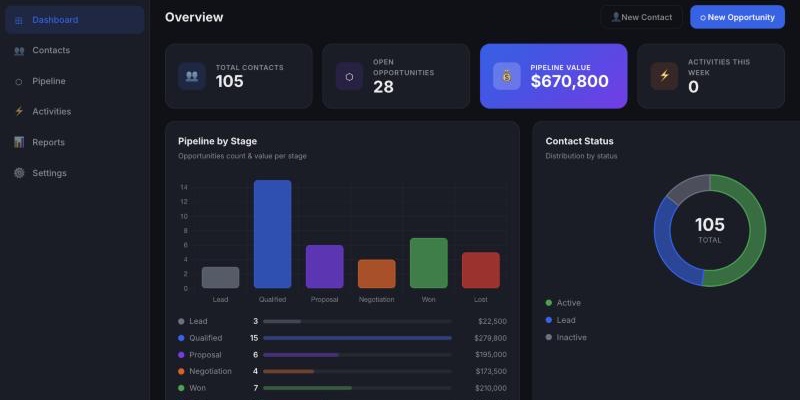 Dashboard
Contacts
Pipeline
Activities
Reports
Settings
Overview
New Contact
New Opportunity
TOTAL CONTACTS
105
OPEN
OPPORTUNITIES
28
PIPELINE VALUE
$670,800
ACTIVITIES THIS
WEEK
0
Pipeline by Stage
Opportunities count & value per stage
14
12
10
8
6
4
2
0
Lead Qualified Proposal Negotiation Won Lost
Lead 3 $22,500
Qualified 15 $279,800
Proposal 6 $195,000
Negotiation 4 $173,500
Won 7 $210,000
Contact Status
Distribution by status
105
TOTAL
Active
Lead
Inactive